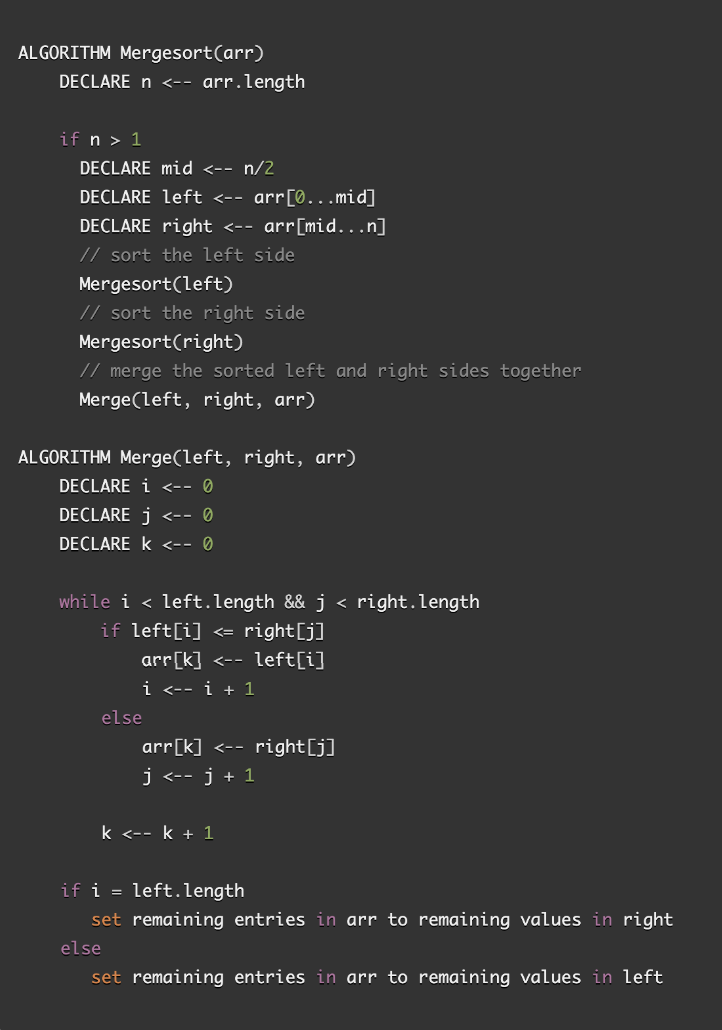 ALGORITHM Mergesort(arr)
    DECLARE n <-- arr.length

    if n > 1
      DECLARE mid <-- n/2
      DECLARE left <-- arr[0...mid]
      DECLARE right <-- arr[mid...n]
      // sort the left side
      Mergesort(left)
      // sort the right side
      Mergesort(right)
      // merge the sorted left and right sides together
      Merge(left, right, arr)

ALGORITHM Merge(left, right, arr)
    DECLARE i <-- 0
    DECLARE j <-- 0
    DECLARE k <-- 0

    while i < left.length && j < right.length
        if left[i] <= right[j]
            arr[k] <-- left[i]
            i <-- i + 1
        else
            arr[k] <-- right[j]
            j <-- j + 1

        k <-- k + 1

    if i = left.length
       set remaining entries in arr to remaining values in right
    else
       set remaining entries in arr to remaining values in left